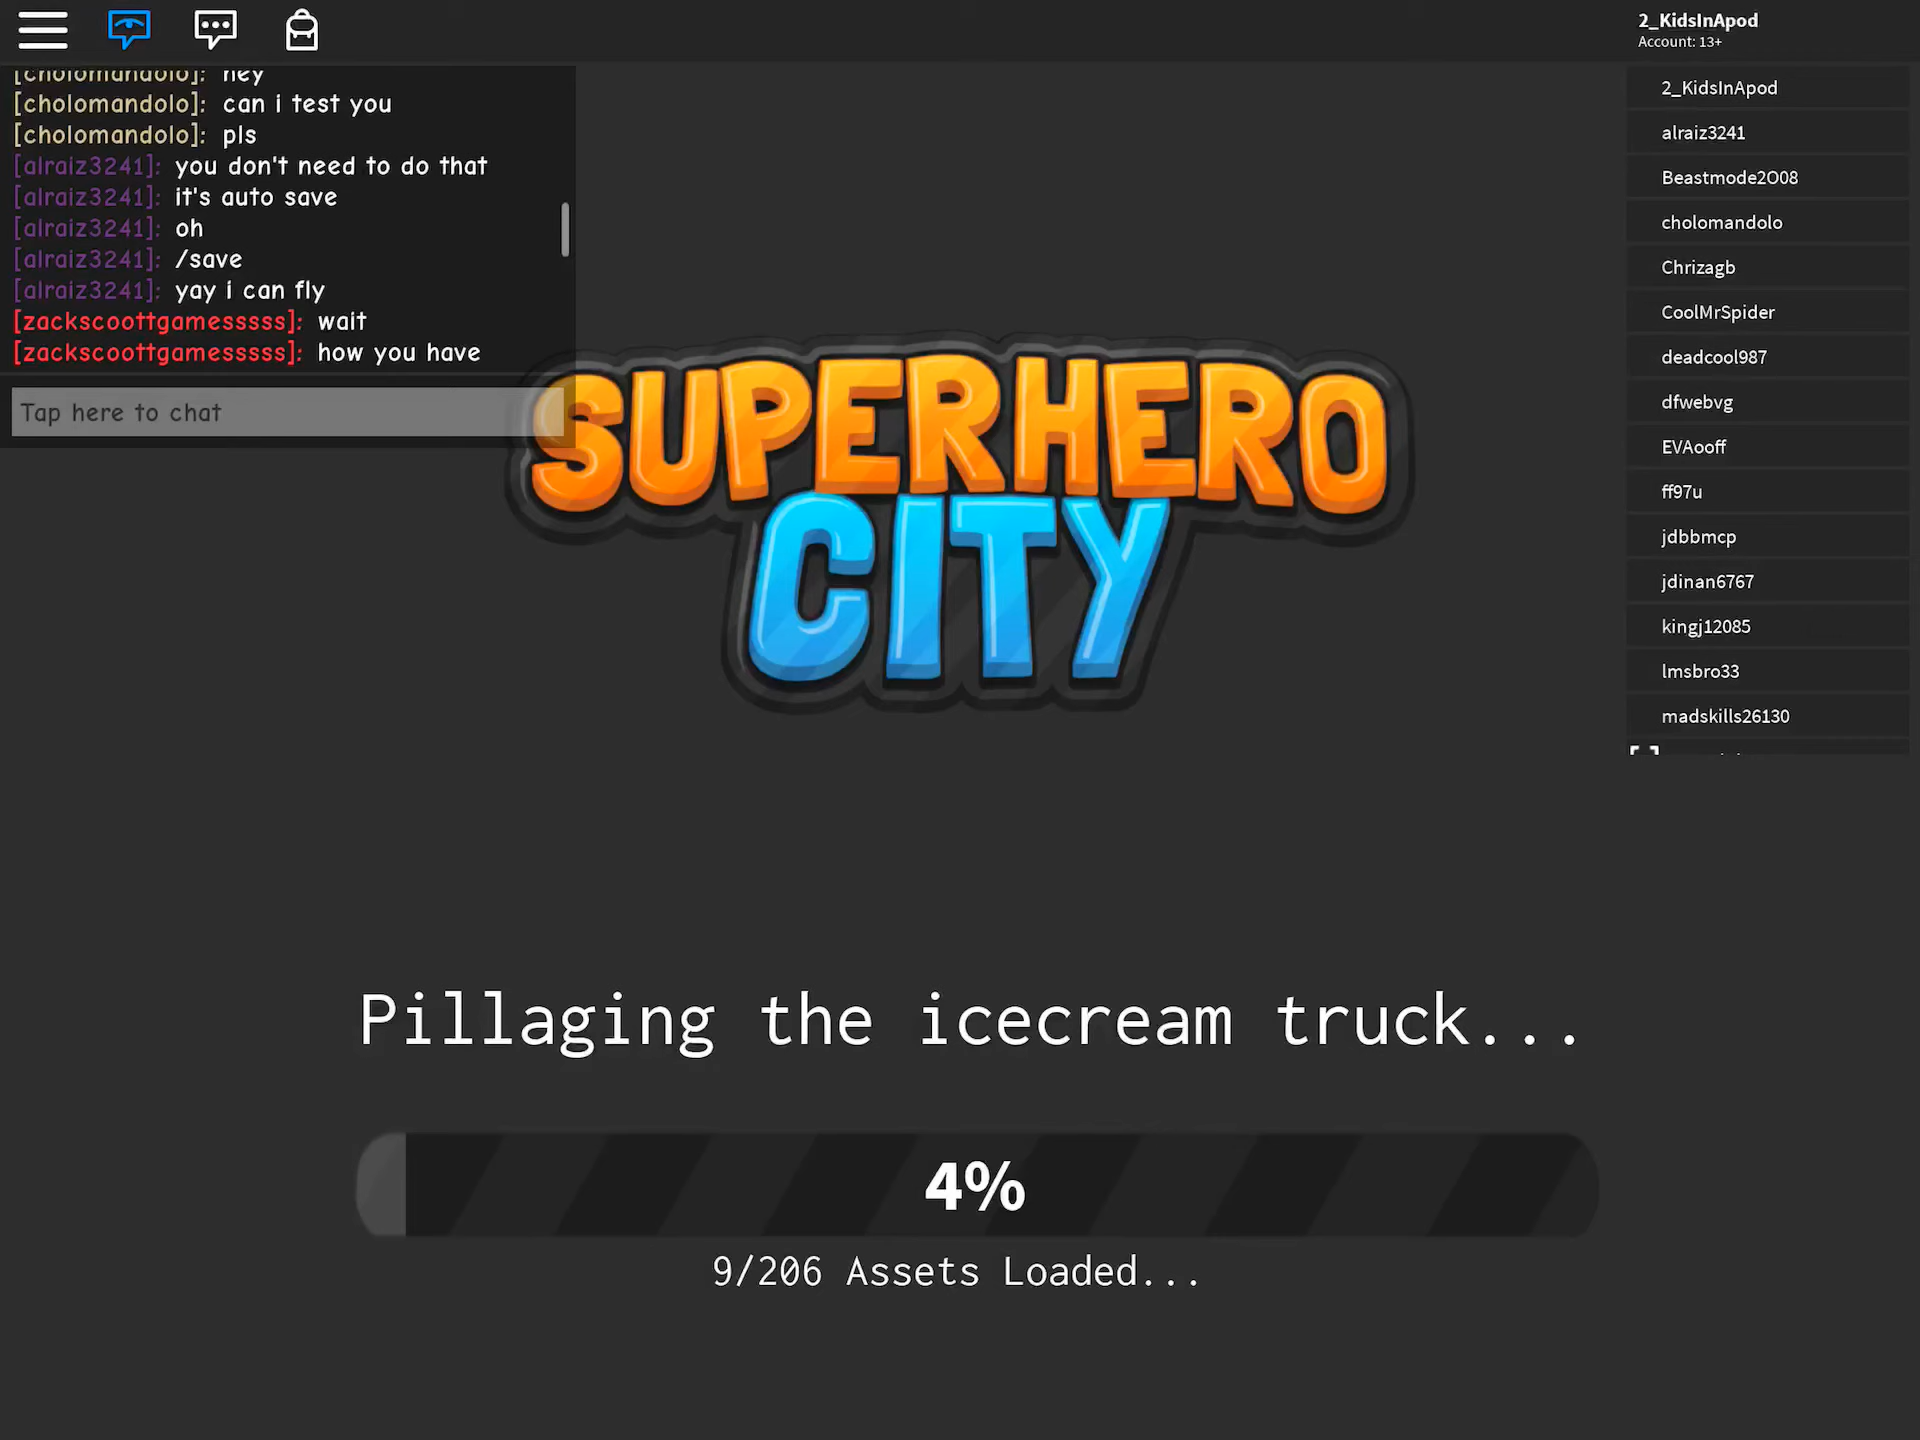 2_KidsInApod
Account: 13+
[cholomandolo]: hey
[cholomandolo]: can i test you
[cholomandolo]: pls
[alraiz3241]: you don't need to do that
[alraiz3241]: it's auto save
[alraiz3241]: oh
[alraiz3241]: /save
[alraiz3241]: yay i can fly
[zackscoottgamesssss]: wait
[zackscoottgamesssss]: how you have
Tap here to chat
2_KidsInApod
alraiz3241
Beastmode2O08
cholomandolo
Chrizagb
CoolMrSpider
deadcool987
dfwebvg
EVAooff
ff97u
jdbbmcp
jdinan6767
kingj12085
lmsbro33
madskills26130
SUPERHERO
CITY
Pillaging the icecream truck...
4%
9/206 Assets Loaded...